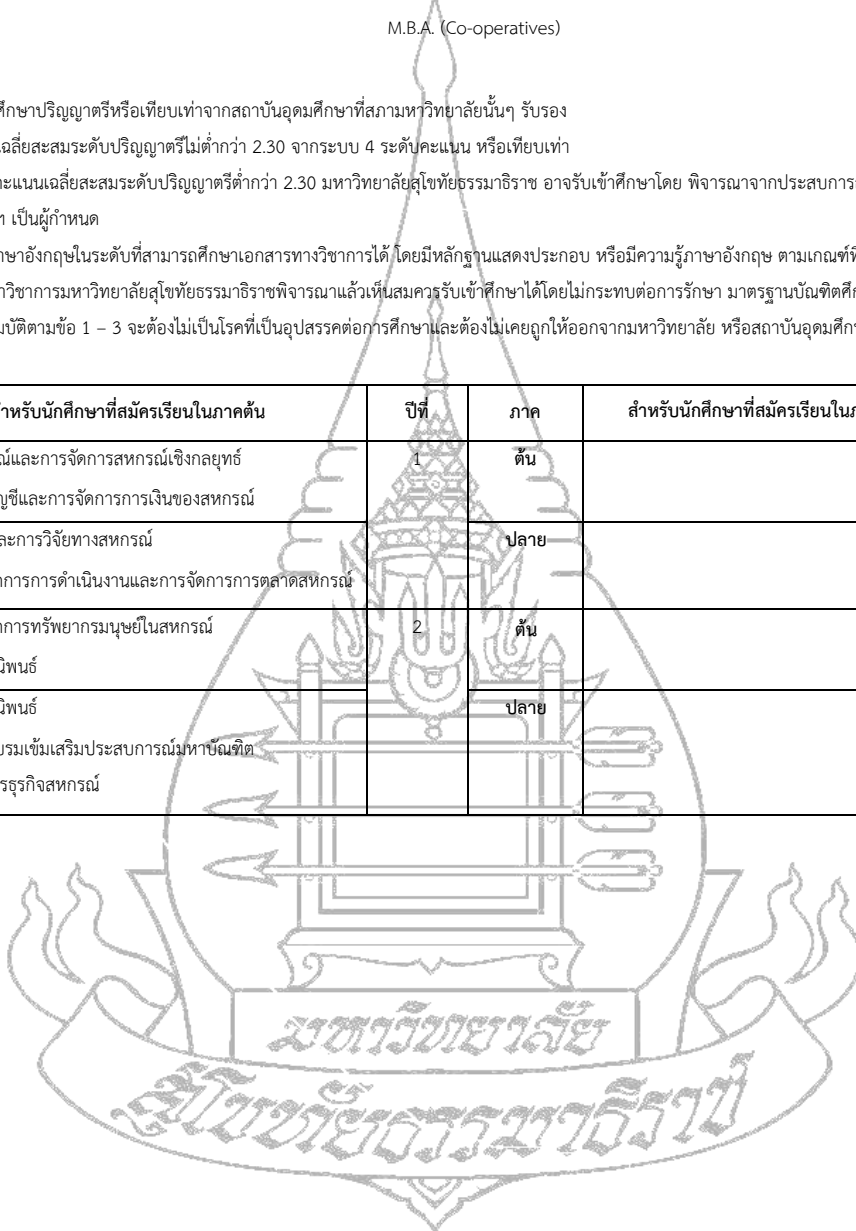 M.B.A. (Co-operatives)
ศึกษาปริญญาตรีหรือเทียบเท่าจากสถาบันอุดมศึกษาที่สภามหาวิทยาลัยนั้นๆ รับรอง
เฉลี่ยสะสมระดับปริญญาตรีไม่ต่ำกว่า 2.30 จากระบบ 4 ระดับคะแนน หรือเทียบเท่า
คะแนนเฉลี่ยสะสมระดับปริญญาตรีต่ำกว่า 2.30 มหาวิทยาลัยสุโขทัยธรรมาธิราช อาจรับเข้าศึกษาโดย พิจารณาจากประสบการ
ฯ เป็นผู้กำหนด
าษาอังกฤษในระดับที่สามารถศึกษาเอกสารทางวิชาการได้ โดยมีหลักฐานแสดงประกอบ หรือมีความรู้ภาษาอังกฤษ ตามเกณฑ์ที่
าวิชาการมหาวิทยาลัยสุโขทัยธรรมาธิราชพิจารณาแล้วเห็นสมควรรับเข้าศึกษาได้โดยไม่กระทบต่อการรักษา มาตรฐานบัณฑิตศึก
มบัติตามข้อ 1 – 3 จะต้องไม่เป็นโรคที่เป็นอุปสรรคต่อการศึกษาและต้องไม่เคยถูกให้ออกจากมหาวิทยาลัย หรือสถาบันอุดมศึกษ
ำหรับนักศึกษาที่สมัครเรียนในภาคต้น ปีที่ ภาค สำหรับนักศึกษาที่สมัครเรียนในภ
ณ์และการจัดการสหกรณ์เชิงกลยุทธ์ 1 ต้น
ญชีและการจัดการการเงินของสหกรณ์
และการวิจัยทางสหกรณ์ ปลาย
ดการการดำเนินงานและการจัดการการตลาดสหกรณ์
ดการทรัพยากรมนุษย์ในสหกรณ์ 2 ต้น
นิพนธ์
นิพนธ์ ปลาย
บรมเข้มเสริมประสบการณ์มหาบัณฑิต
รธุรกิจสหกรณ์
มหาวิทยาลัย
สุโขทัยธรรมาธิราช